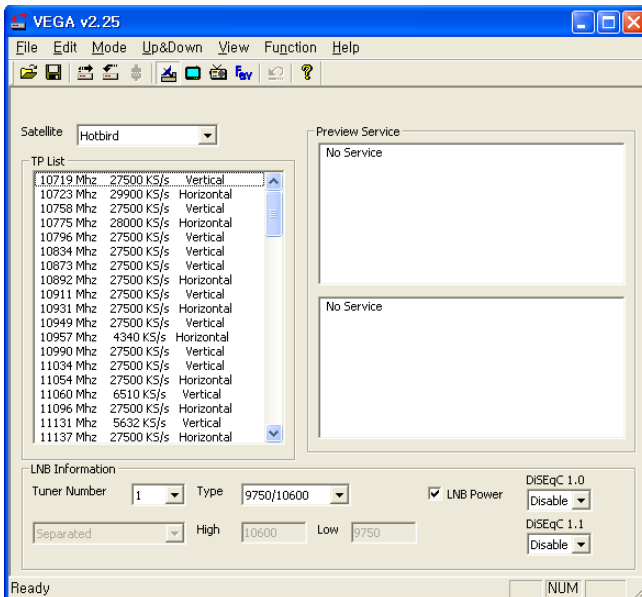 VEGA v2.25
File Edit Mode Up&Down View Function Help
Fav
Satellite Hotbird
TP List
10719 Mhz 27500 KS/s Vertical
10723 Mhz 29900 KS/s Horizontal
10758 Mhz 27500 KS/s Vertical
10775 Mhz 28000 KS/s Horizontal
10796 Mhz 27500 KS/s Vertical
10834 Mhz 27500 KS/s Vertical
10873 Mhz 27500 KS/s Vertical
10892 Mhz 27500 KS/s Horizontal
10911 Mhz 27500 KS/s Vertical
10931 Mhz 27500 KS/s Horizontal
10949 Mhz 27500 KS/s Vertical
10957 Mhz 4340 KS/s Horizontal
10990 Mhz 27500 KS/s Vertical
11034 Mhz 27500 KS/s Vertical
11054 Mhz 27500 KS/s Horizontal
11060 Mhz 6510 KS/s Vertical
11096 Mhz 27500 KS/s Horizontal
11131 Mhz 5632 KS/s Vertical
11137 Mhz 27500 KS/s Horizontal
Preview Service
No Service
No Service
LNB Information
Tuner Number 1 Type 9750/10600 LNB Power
DiSEqC 1.0
Disable
Separated High 10600 Low 9750
DiSEqC 1.1
Disable
Ready NUM